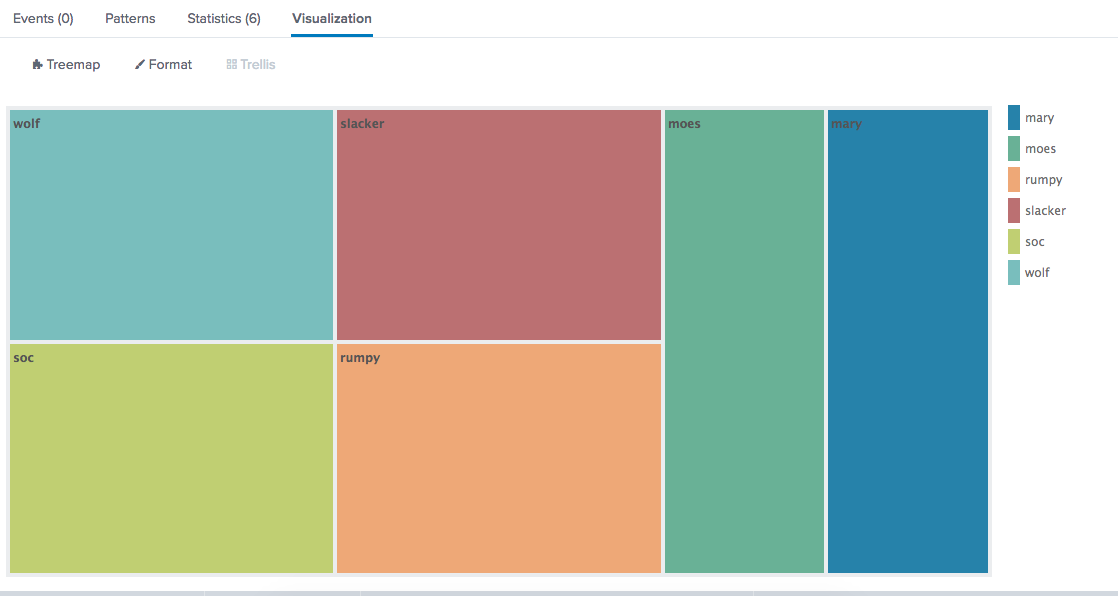 Events (0) Patterns Statistics (6) Visualization
Treemap Format Trellis
wolf slacker moes mary
soc rumpy
mary
moes
rumpy
slacker
soc
wolf